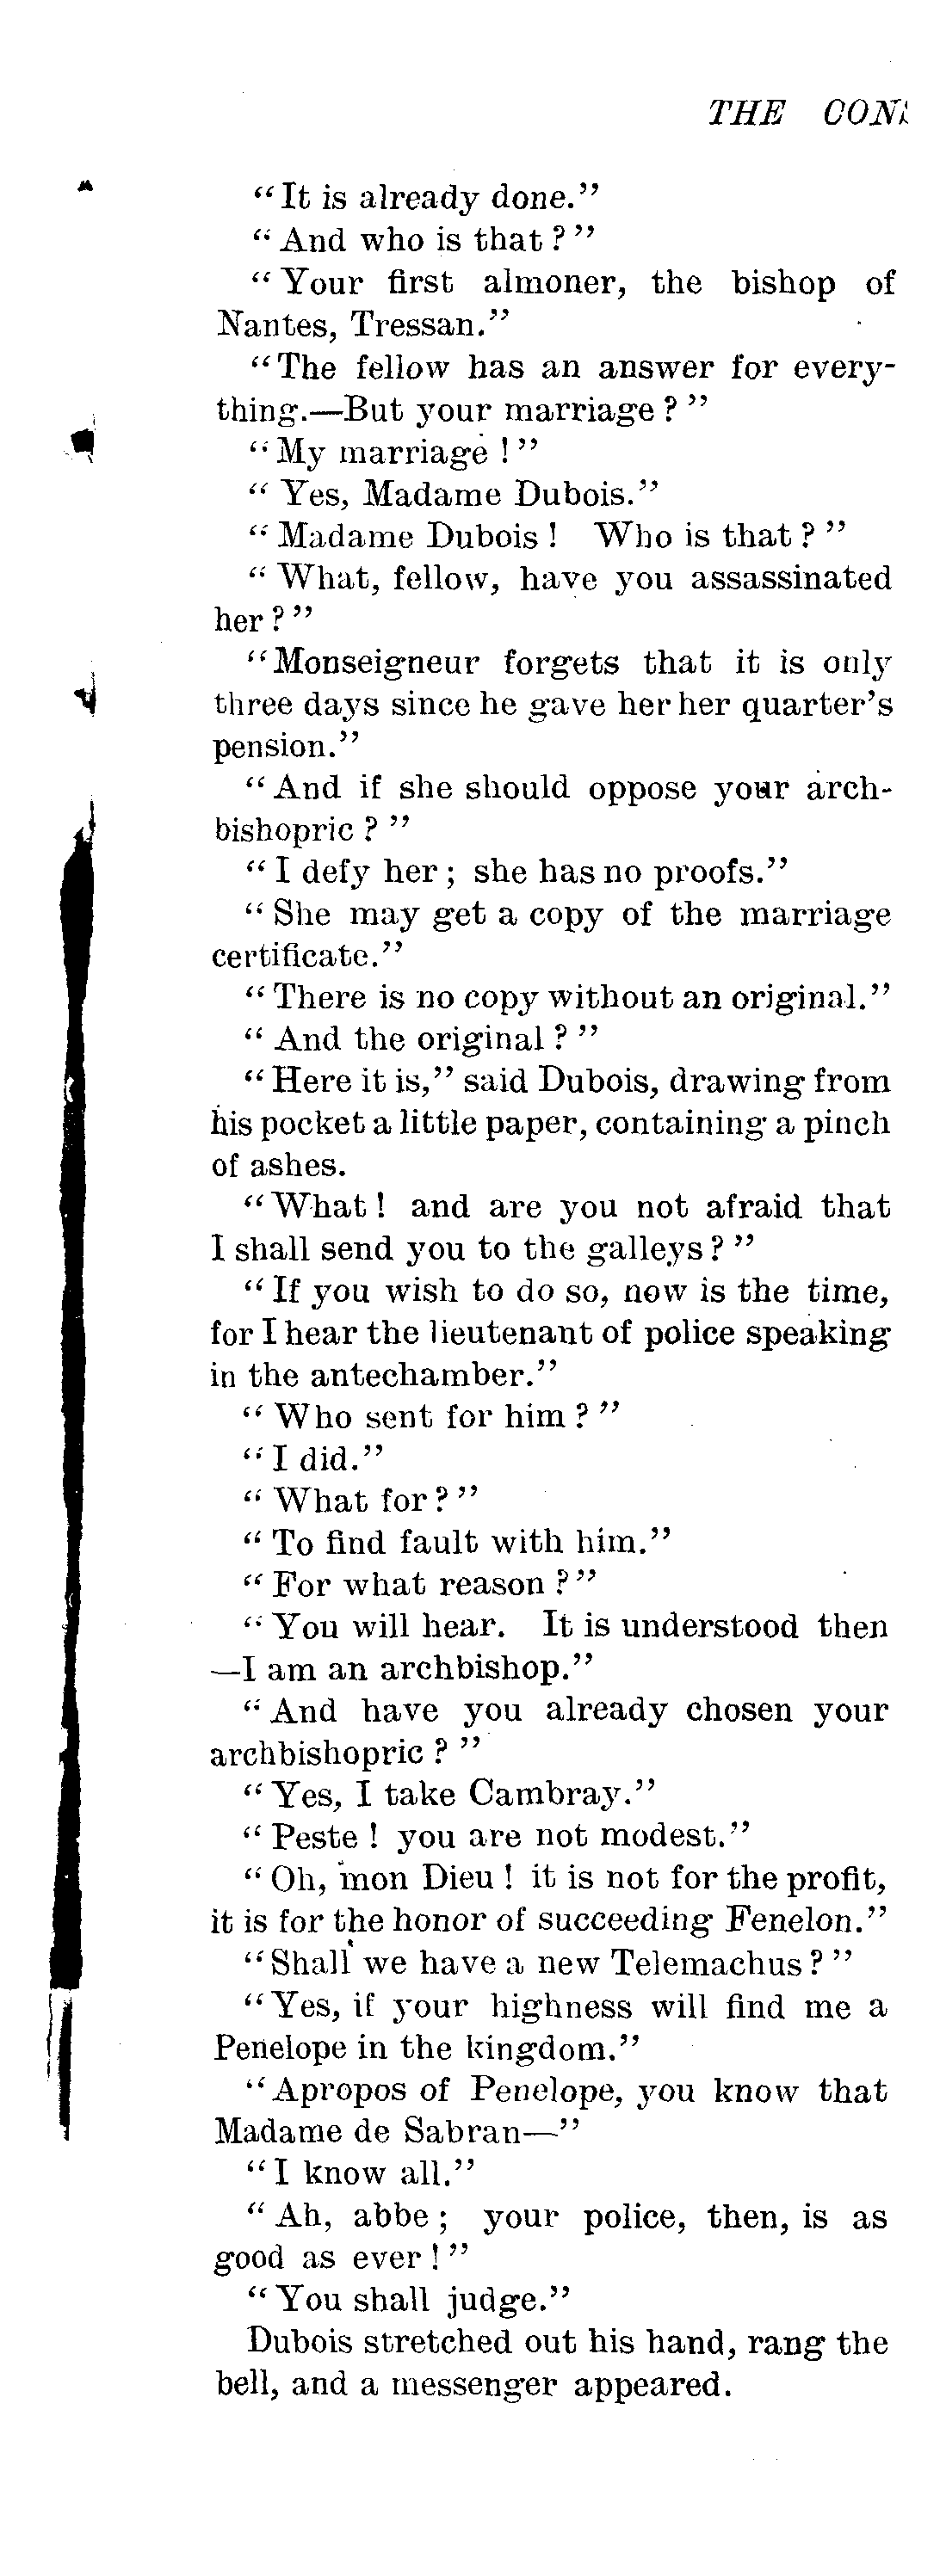 THE CONS
"It is already done."
"And who is that?"
"Your first almoner, the bishop of
Nantes, Tressan."
"The fellow has an answer for every-
thing.—But your marriage?"
"My marriage!"
"Yes, Madame Dubois."
"Madame Dubois! Who is that?"
"What, fellow, have you assassinated
her?"
"Monseigneur forgets that it is only
three days since he gave her her quarter's
pension."
"And if she should oppose your arch-
bishopric?"
"I defy her; she has no proofs."
"She may get a copy of the marriage
certificate."
"There is no copy without an original."
"And the original?"
"Here it is," said Dubois, drawing from
his pocket a little paper, containing a pinch
of ashes.
"What! and are you not afraid that
I shall send you to the galleys?"
"If you wish to do so, now is the time,
for I hear the lieutenant of police speaking
in the antechamber."
"Who sent for him?"
"I did."
"What for?"
"To find fault with him."
"For what reason?"
"You will hear. It is understood then
—I am an archbishop."
"And have you already chosen your
archbishopric?"
"Yes, I take Cambray."
"Peste! you are not modest."
"Oh, mon Dieu! it is not for the profit,
it is for the honor of succeeding Fenelon."
"Shall we have a new Telemachus?"
"Yes, if your highness will find me a
Penelope in the kingdom."
"Apropos of Penelope, you know that
Madame de Sabran—"
"I know all."
"Ah, abbe; your police, then, is as
good as ever!"
"You shall judge."
Dubois stretched out his hand, rang the
bell, and a messenger appeared.